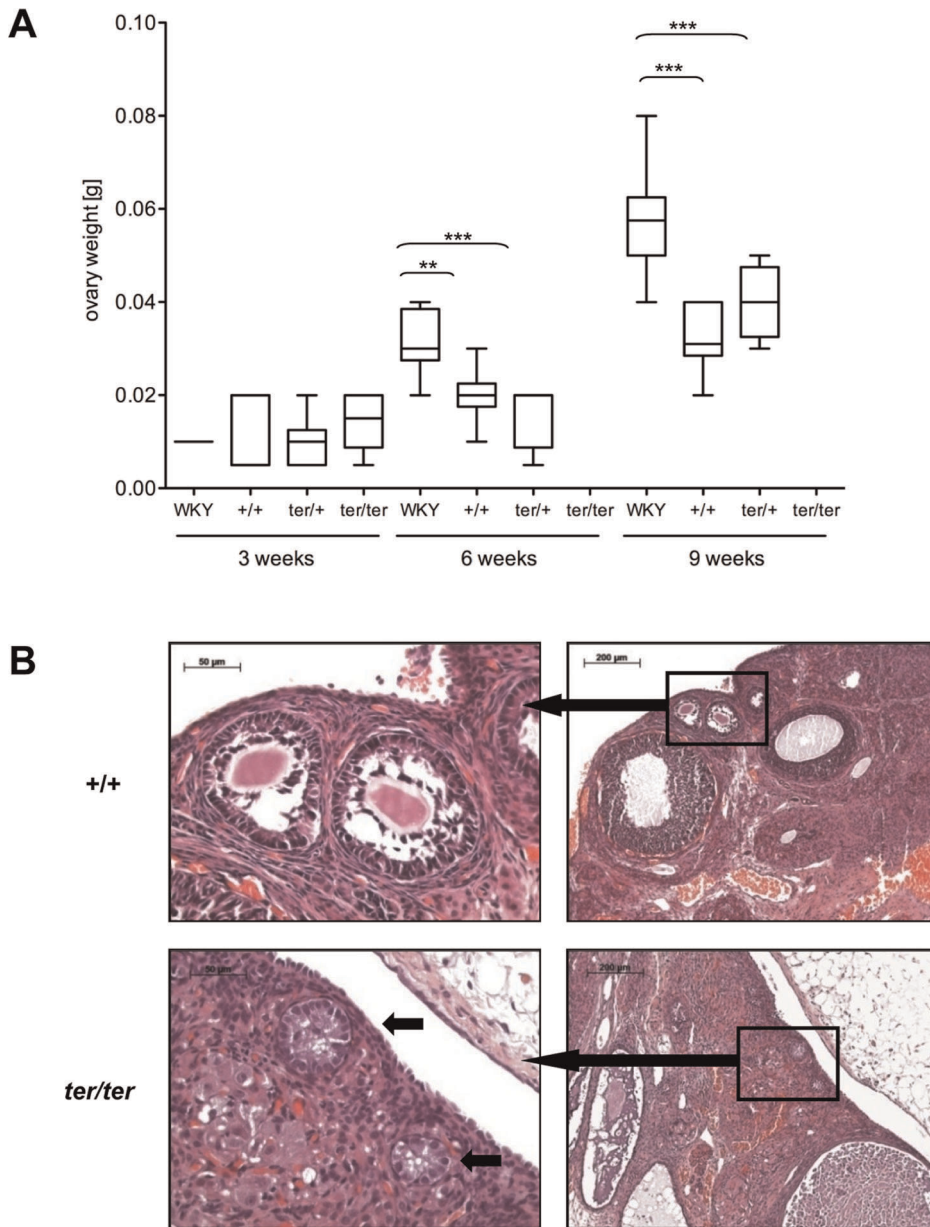 A
ovary weight [g]
0.10
0.08
0.06
0.04
0.02
0.00
** ***
*** ***
WKY +/+ ter/+ ter/ter WKY +/+ ter/+ ter/ter WKY +/+ ter/+ ter/ter
3 weeks 6 weeks 9 weeks
B
+/+
50 µm
200 µm
ter/ter
50 µm
200 µm